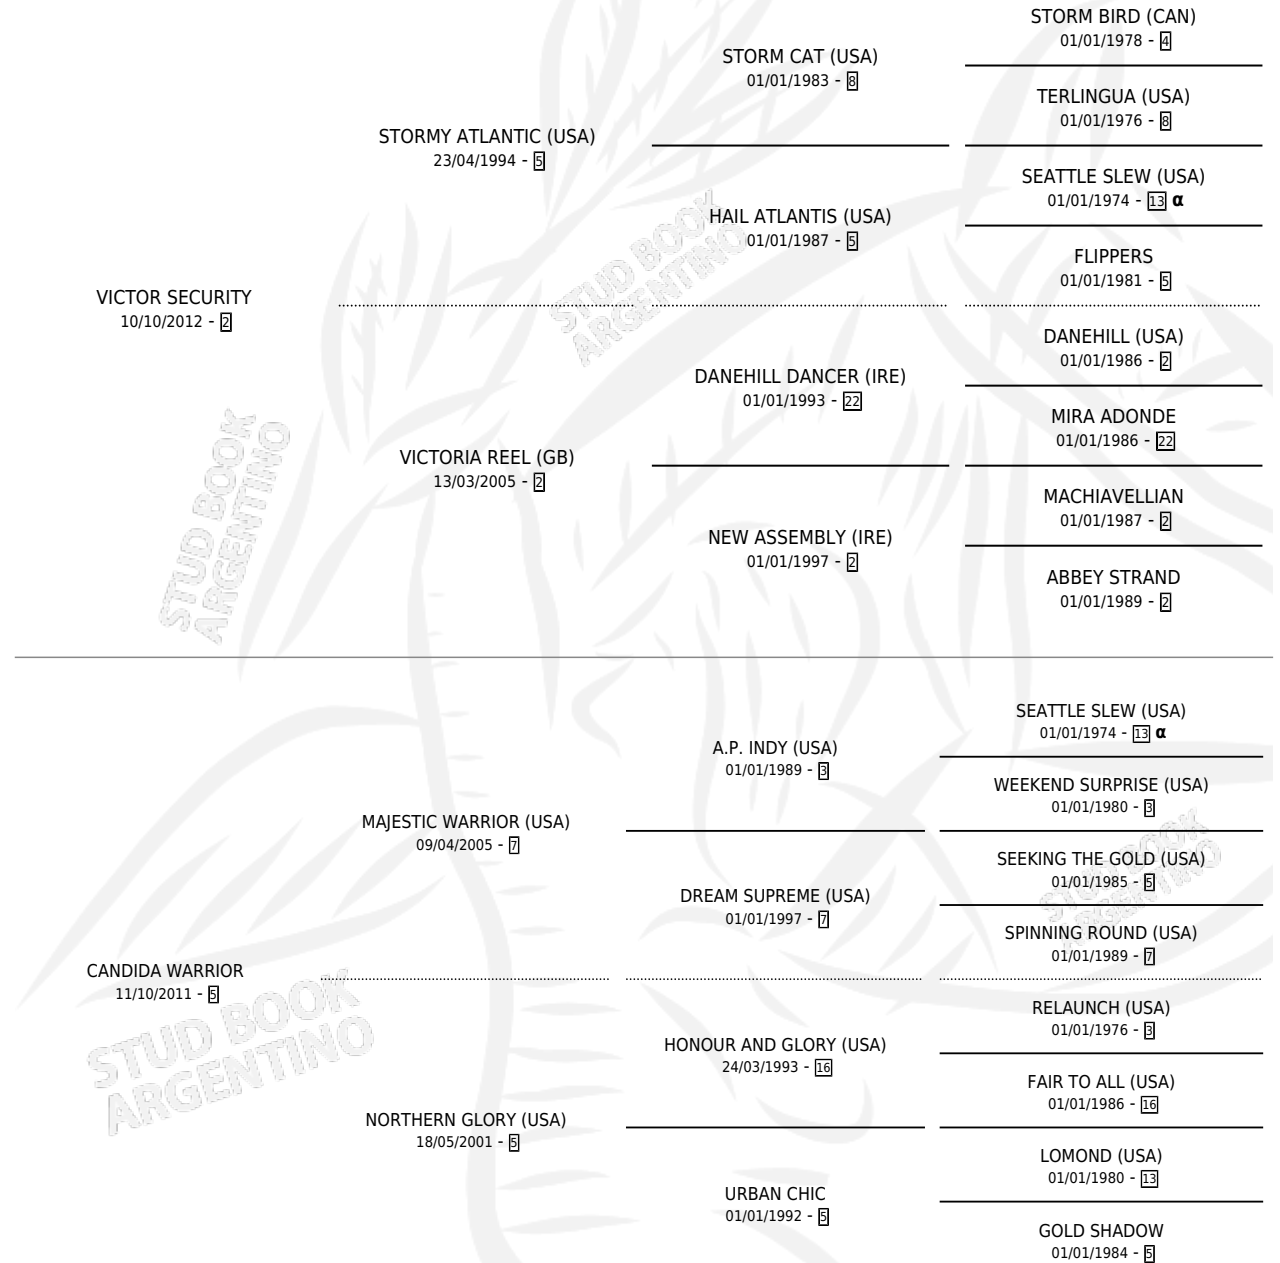 STORM BIRD (CAN)
01/01/1978 - 4
STORM CAT (USA)
01/01/1983 - 8
TERLINGUA (USA)
01/01/1976 - 8
STORMY ATLANTIC (USA)
23/04/1994 - 5
SEATTLE SLEW (USA)
01/01/1974 - 13 α
HAIL ATLANTIS (USA)
01/01/1987 - 5
FLIPPERS
01/01/1981 - 5
VICTOR SECURITY
10/10/2012 - 2
DANEHILL (USA)
01/01/1986 - 2
DANEHILL DANCER (IRE)
01/01/1993 - 22
MIRA ADONDE
01/01/1986 - 22
VICTORIA REEL (GB)
13/03/2005 - 2
MACHIAVELLIAN
01/01/1987 - 2
NEW ASSEMBLY (IRE)
01/01/1997 - 2
ABBEY STRAND
01/01/1989 - 2
STUD BOOK
ARGENTINO
STUD BOOK
ARGENTINO
SEATTLE SLEW (USA)
01/01/1974 - 13 α
A.P. INDY (USA)
01/01/1989 - 3
WEEKEND SURPRISE (USA)
01/01/1980 - 3
MAJESTIC WARRIOR (USA)
09/04/2005 - 7
SEEKING THE GOLD (USA)
01/01/1985 - 5
DREAM SUPREME (USA)
01/01/1997 - 7
SPINNING ROUND (USA)
01/01/1989 - 7
CANDIDA WARRIOR
11/10/2011 - 5
RELAUNCH (USA)
01/01/1976 - 3
HONOUR AND GLORY (USA)
24/03/1993 - 16
FAIR TO ALL (USA)
01/01/1986 - 16
NORTHERN GLORY (USA)
18/05/2001 - 5
LOMOND (USA)
01/01/1980 - 13
URBAN CHIC
01/01/1992 - 5
GOLD SHADOW
01/01/1984 - 5
STUD BOOK
ARGENTINO
STUD BOOK
ARGENTINO